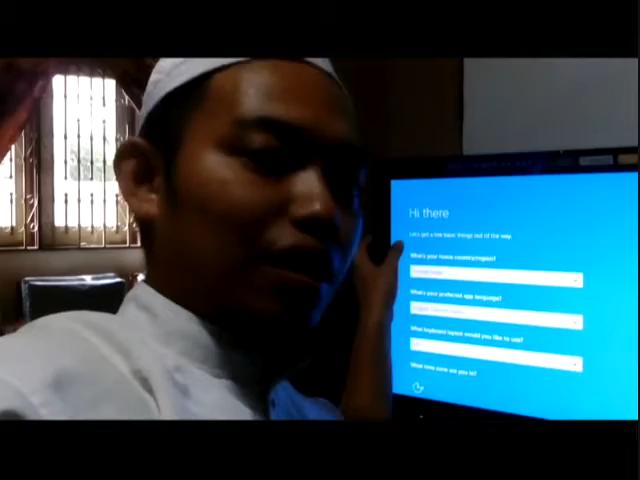 Hi there
Let's get a few basic things out of the way.
What's your home country/region?
What's your preferred app language?
What keyboard layout would you like to use?
What time zone are you in?